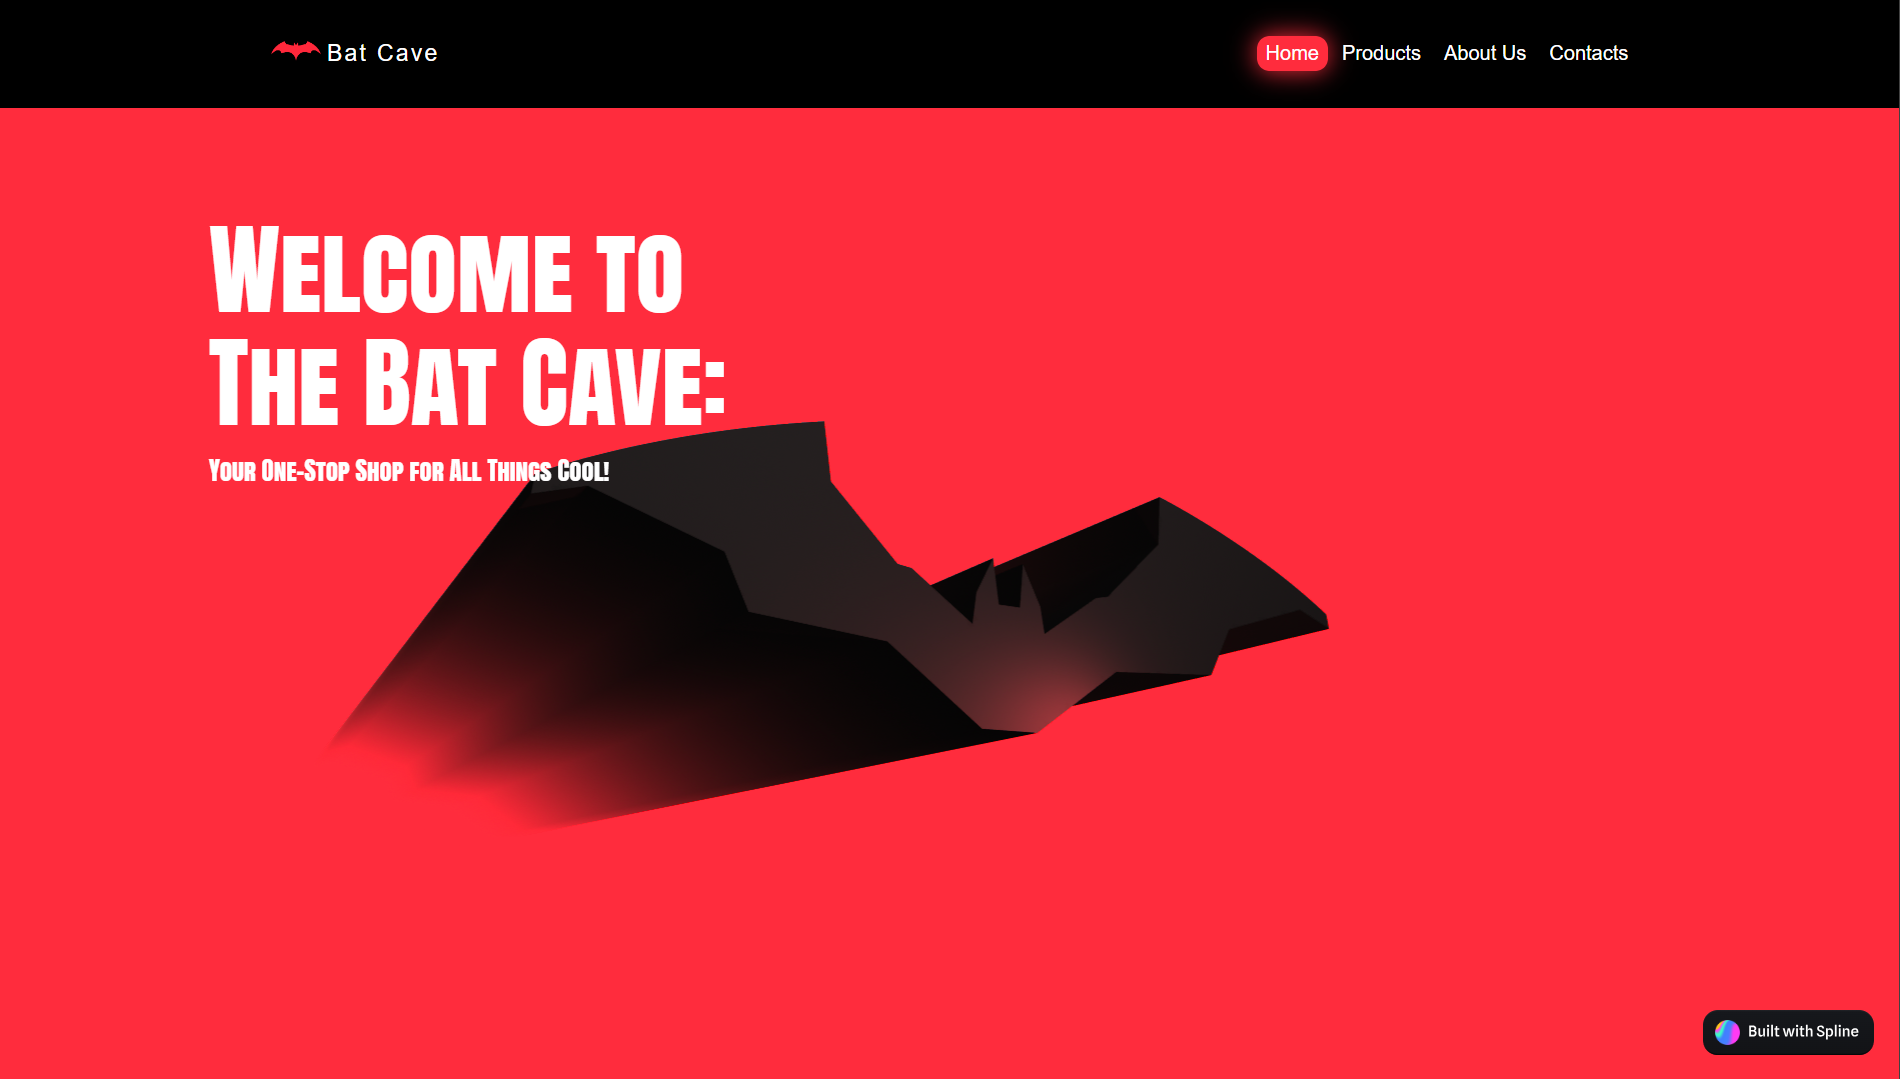 Bat Cave
Home Products About Us Contacts
Welcome to
The Bat Cave:
Your One-Stop Shop for All Things Cool!
Built with Spline